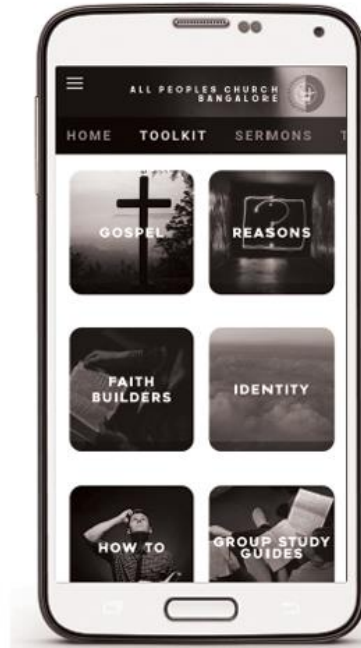 ALL PEOPLES CHURCH
BANGALORE
HOME TOOLKIT SERMONS T
GOSPEL
REASONS
FAITH
BUILDERS
IDENTITY
HOW TO
GROUP STUDY
GUIDES